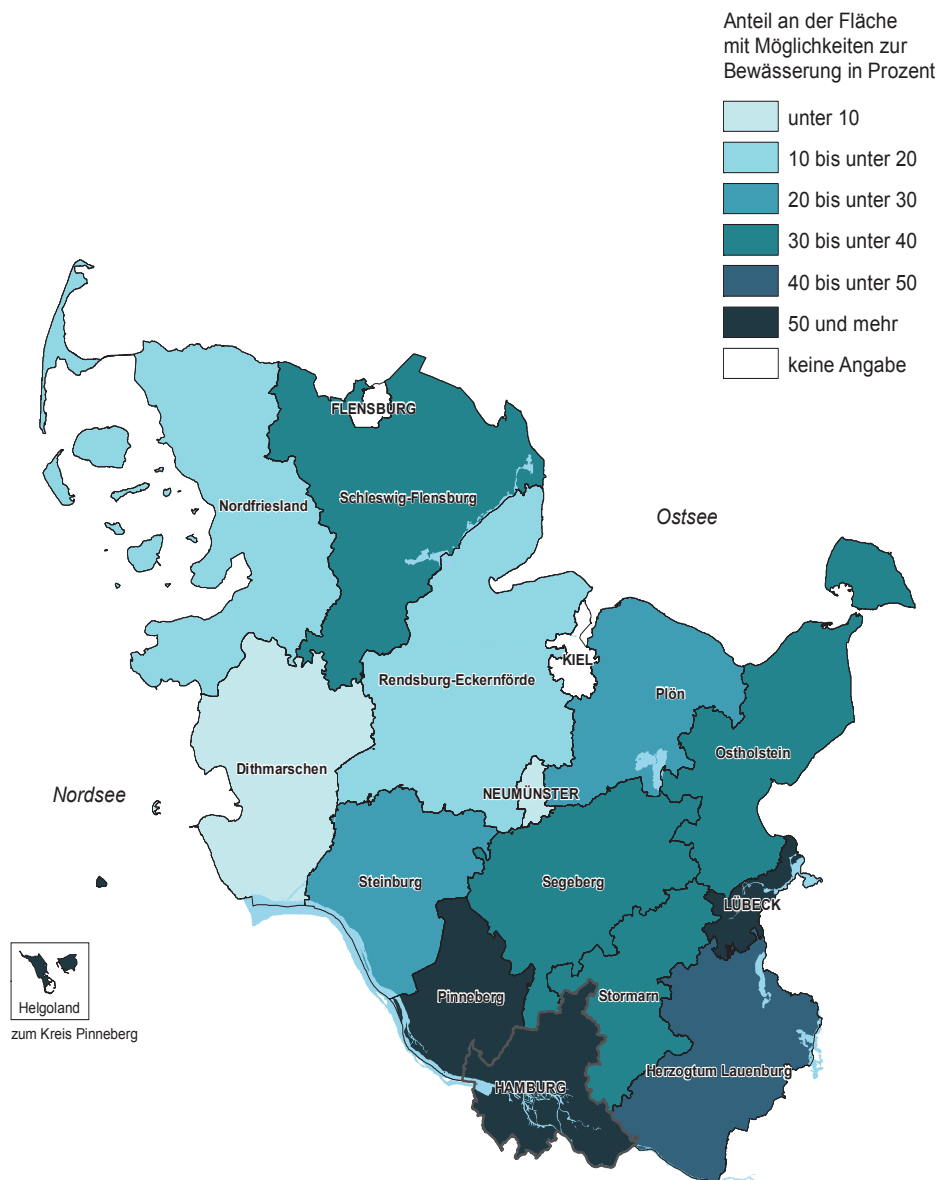 Anteil an der Fläche
mit Möglichkeiten zur
Bewässerung in Prozent
unter 10
10 bis unter 20
20 bis unter 30
30 bis unter 40
40 bis unter 50
50 und mehr
keine Angabe
FLENSBURG
Schleswig-Flensburg
Nordfriesland
Ostsee
KIEL
Rendsburg-Eckernförde
Plön
Ostholstein
Dithmarschen
Nordsee
NEUMÜNSTER
Steinburg
Segeberg
LÜBECK
Pinneberg
Stormarn
Helgoland
zum Kreis Pinneberg
Herzogtum Lauenburg
HAMBURG